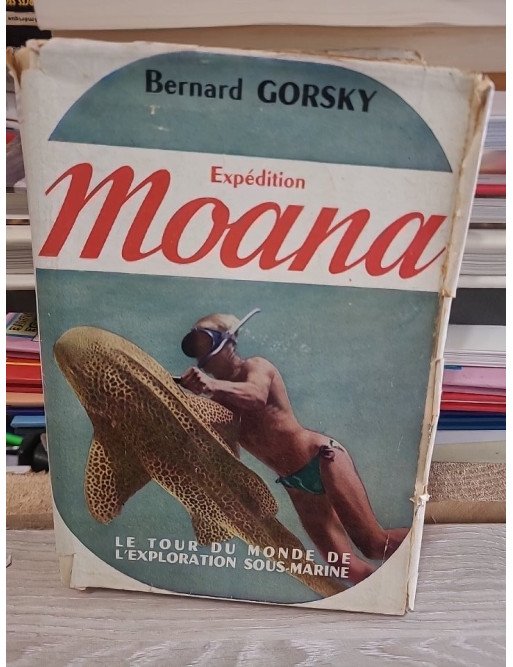 Bernard GORSKY
Expédition
Moana
LE TOUR DU MONDE DE
L'EXPLORATION SOUS-MARINE